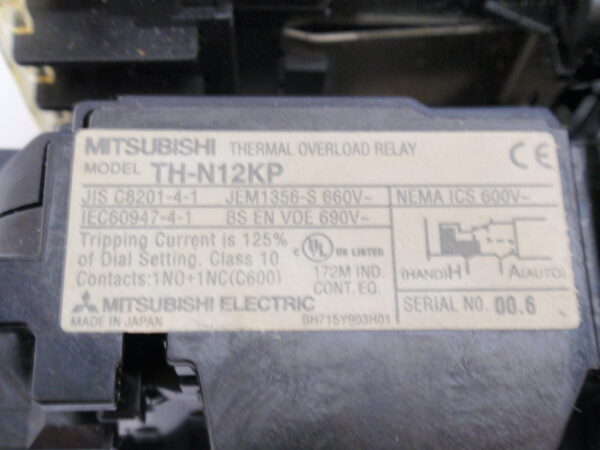 MITSUBISHI THERMAL OVERLOAD RELAY
MODEL TH-N12KP
CE
JIS C8201-4-1 JEM1356-S 660V~ NEMA ICS 600V~
IEC60947-4-1 BS EN VDE 690V~
Tripping Current is 125%
of Dial Setting, Class 10
Contacts:1NO+1NC(C600)
C UL US LISTED
172M IND.
CONT. EQ.
(HAND)H A(AUTO)
MITSUBISHI ELECTRIC
MADE IN JAPAN BH715Y903H01
SERIAL NO. 00.6